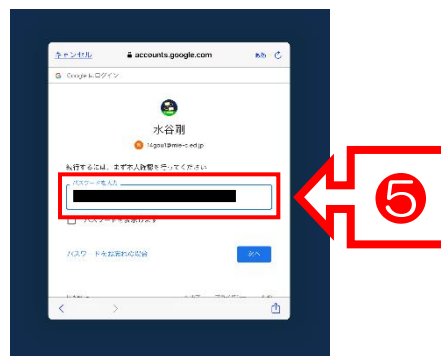 キャンセル accounts.google.com ああ
G Google にログイン
水谷剛
続行するには、まず本人確認を行ってください
パスワードを入力
パスワードを表示します
パスワードをお忘れの場合 次へ
⑤